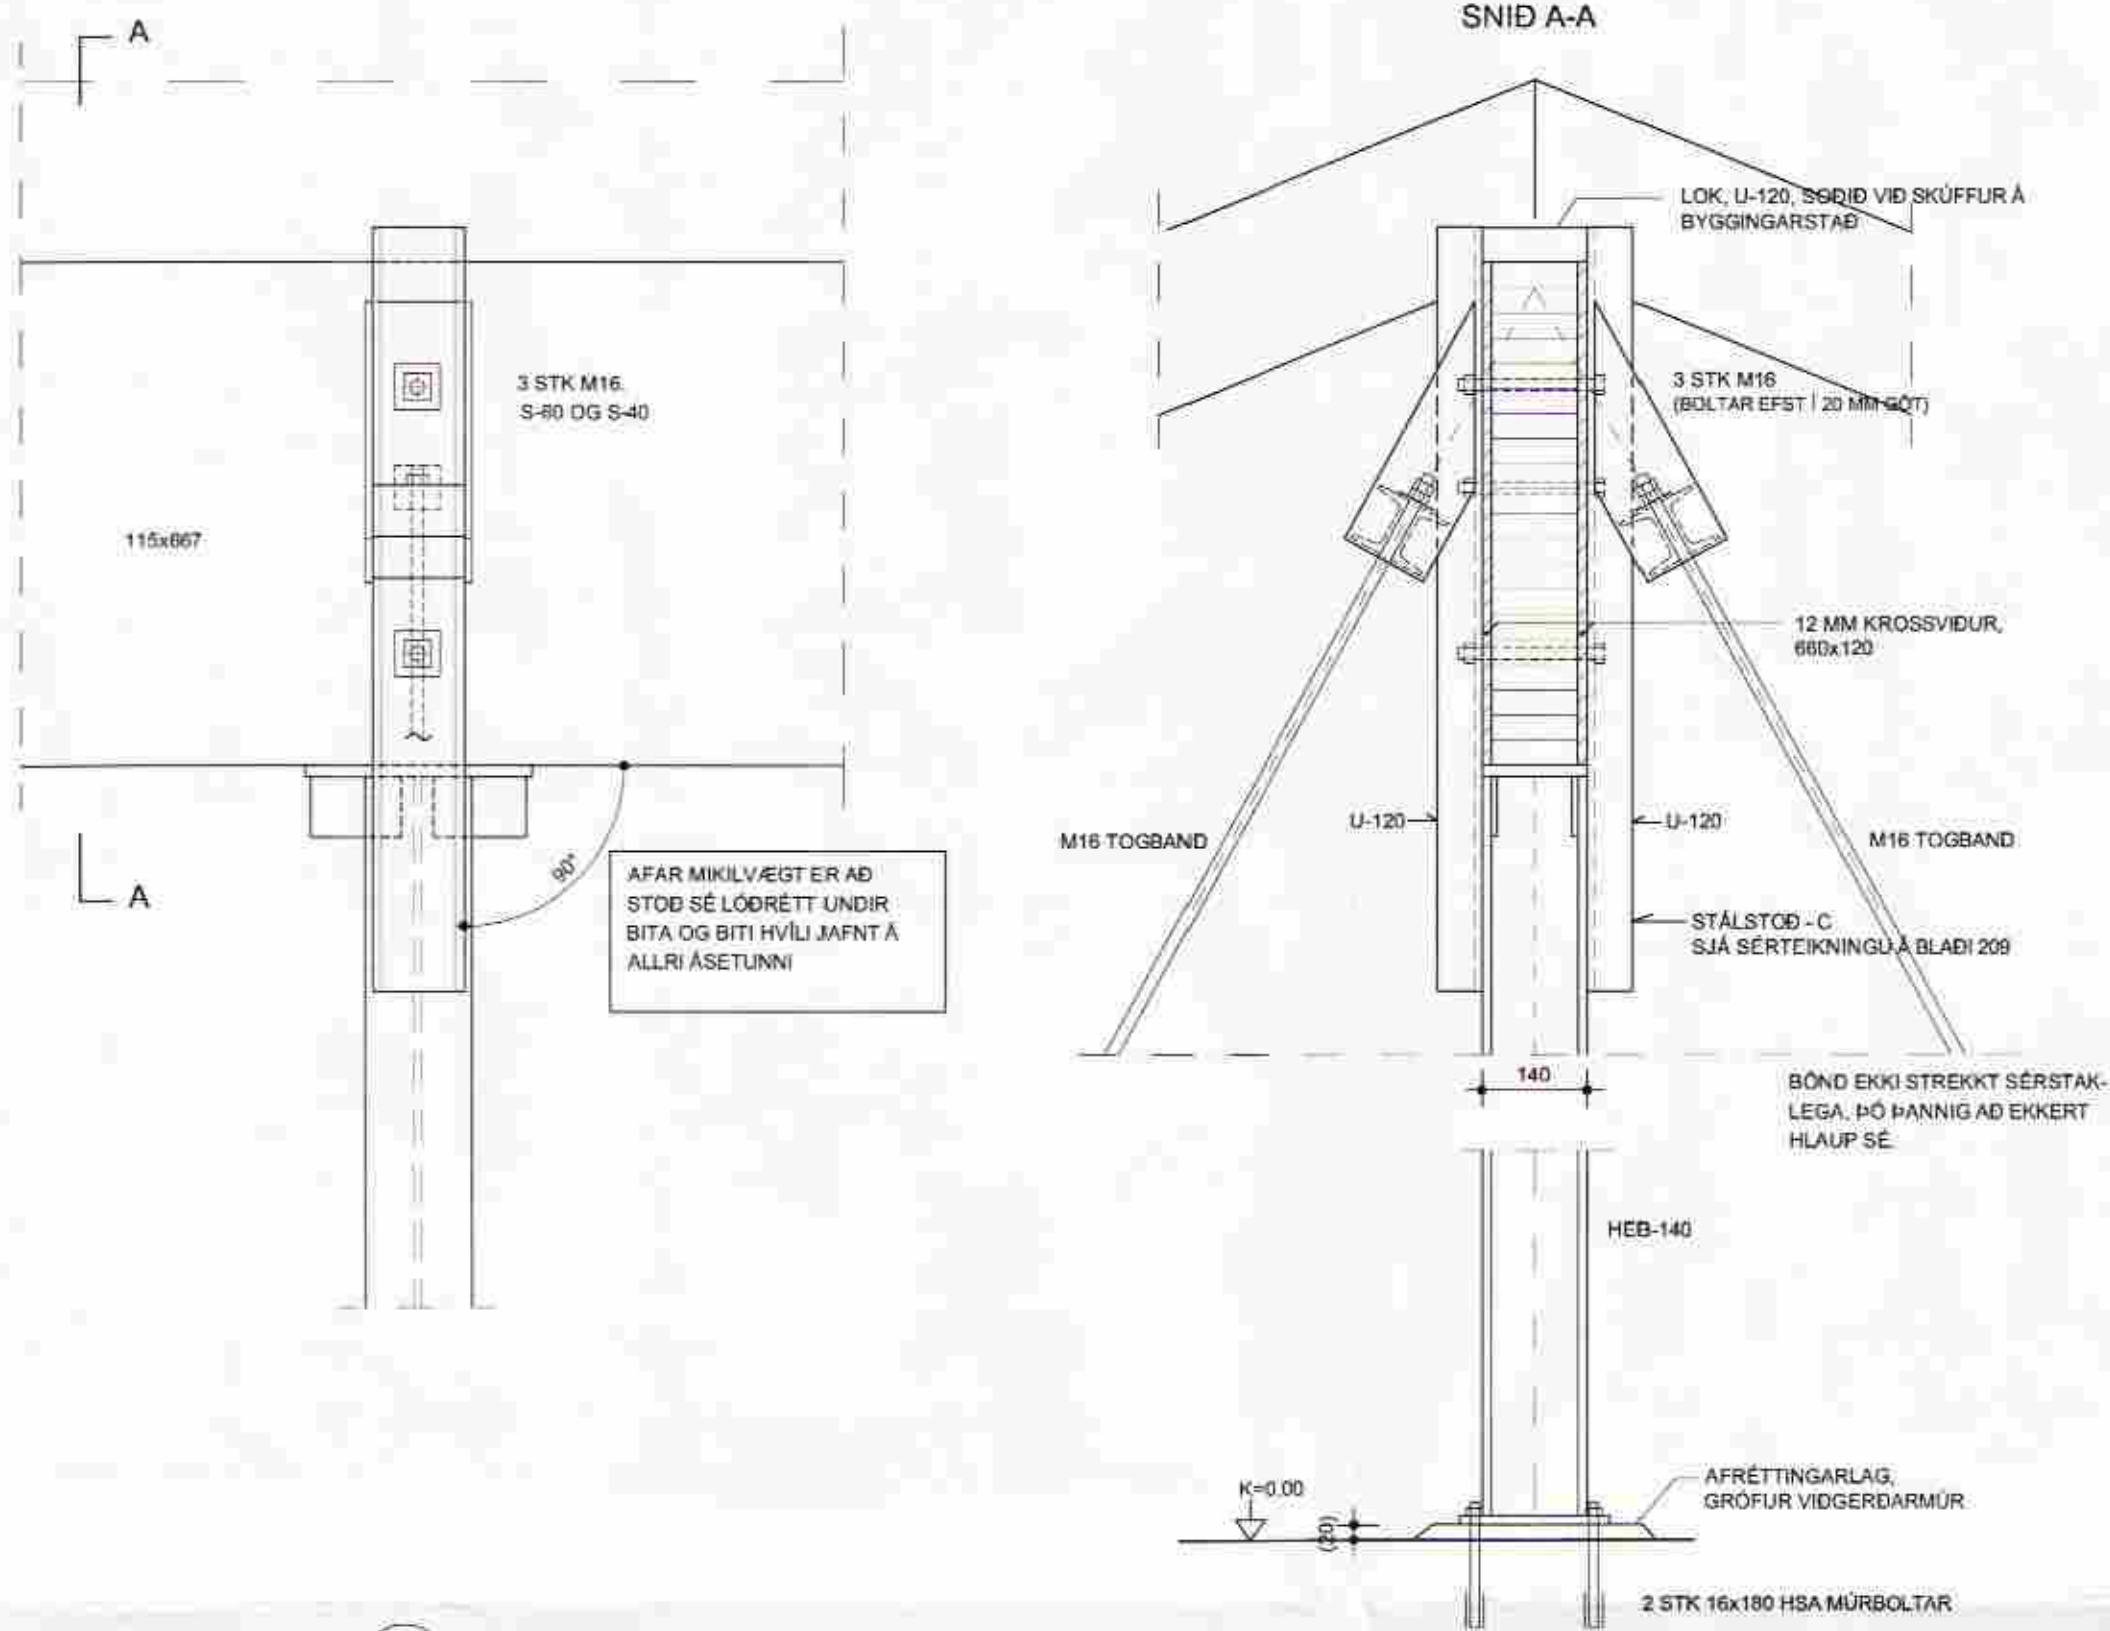 A
3 STK M16.
S-60 OG S-40
115x667
A
90°
AFAR MIKILVÆGT ER AÐ
STOÐ SÉ LÓÐRÉTT UNDIR
BITA OG BITI HVÍLI JAFNT Á
ALLRI ÁSETUNNI
SNIÐ A-A
LOK, U-120, SOÐIÐ VIÐ SKÚFFUR Á
BYGGINGARSTAÐ
3 STK M16
(BOLTAR EFST Í 20 MM GÖT)
12 MM KROSSVIÐUR,
660x120
U-120
U-120
M16 TOGBAND
M16 TOGBAND
STÁLSTOÐ - C
SJÁ SÉRTEIKNINGU Á BLAÐI 209
140
BÖND EKKI STREKKT SÉRSTAK-
LEGA, ÞÓ ÞANNIG AÐ EKKERT
HLAUP SÉ.
HEB-140
K=0.00
(20)
AFRÉTTINGARLAG,
GRÓFUR VIÐGERÐARMÚR
2 STK 16x180 HSA MÚRBOLTAR